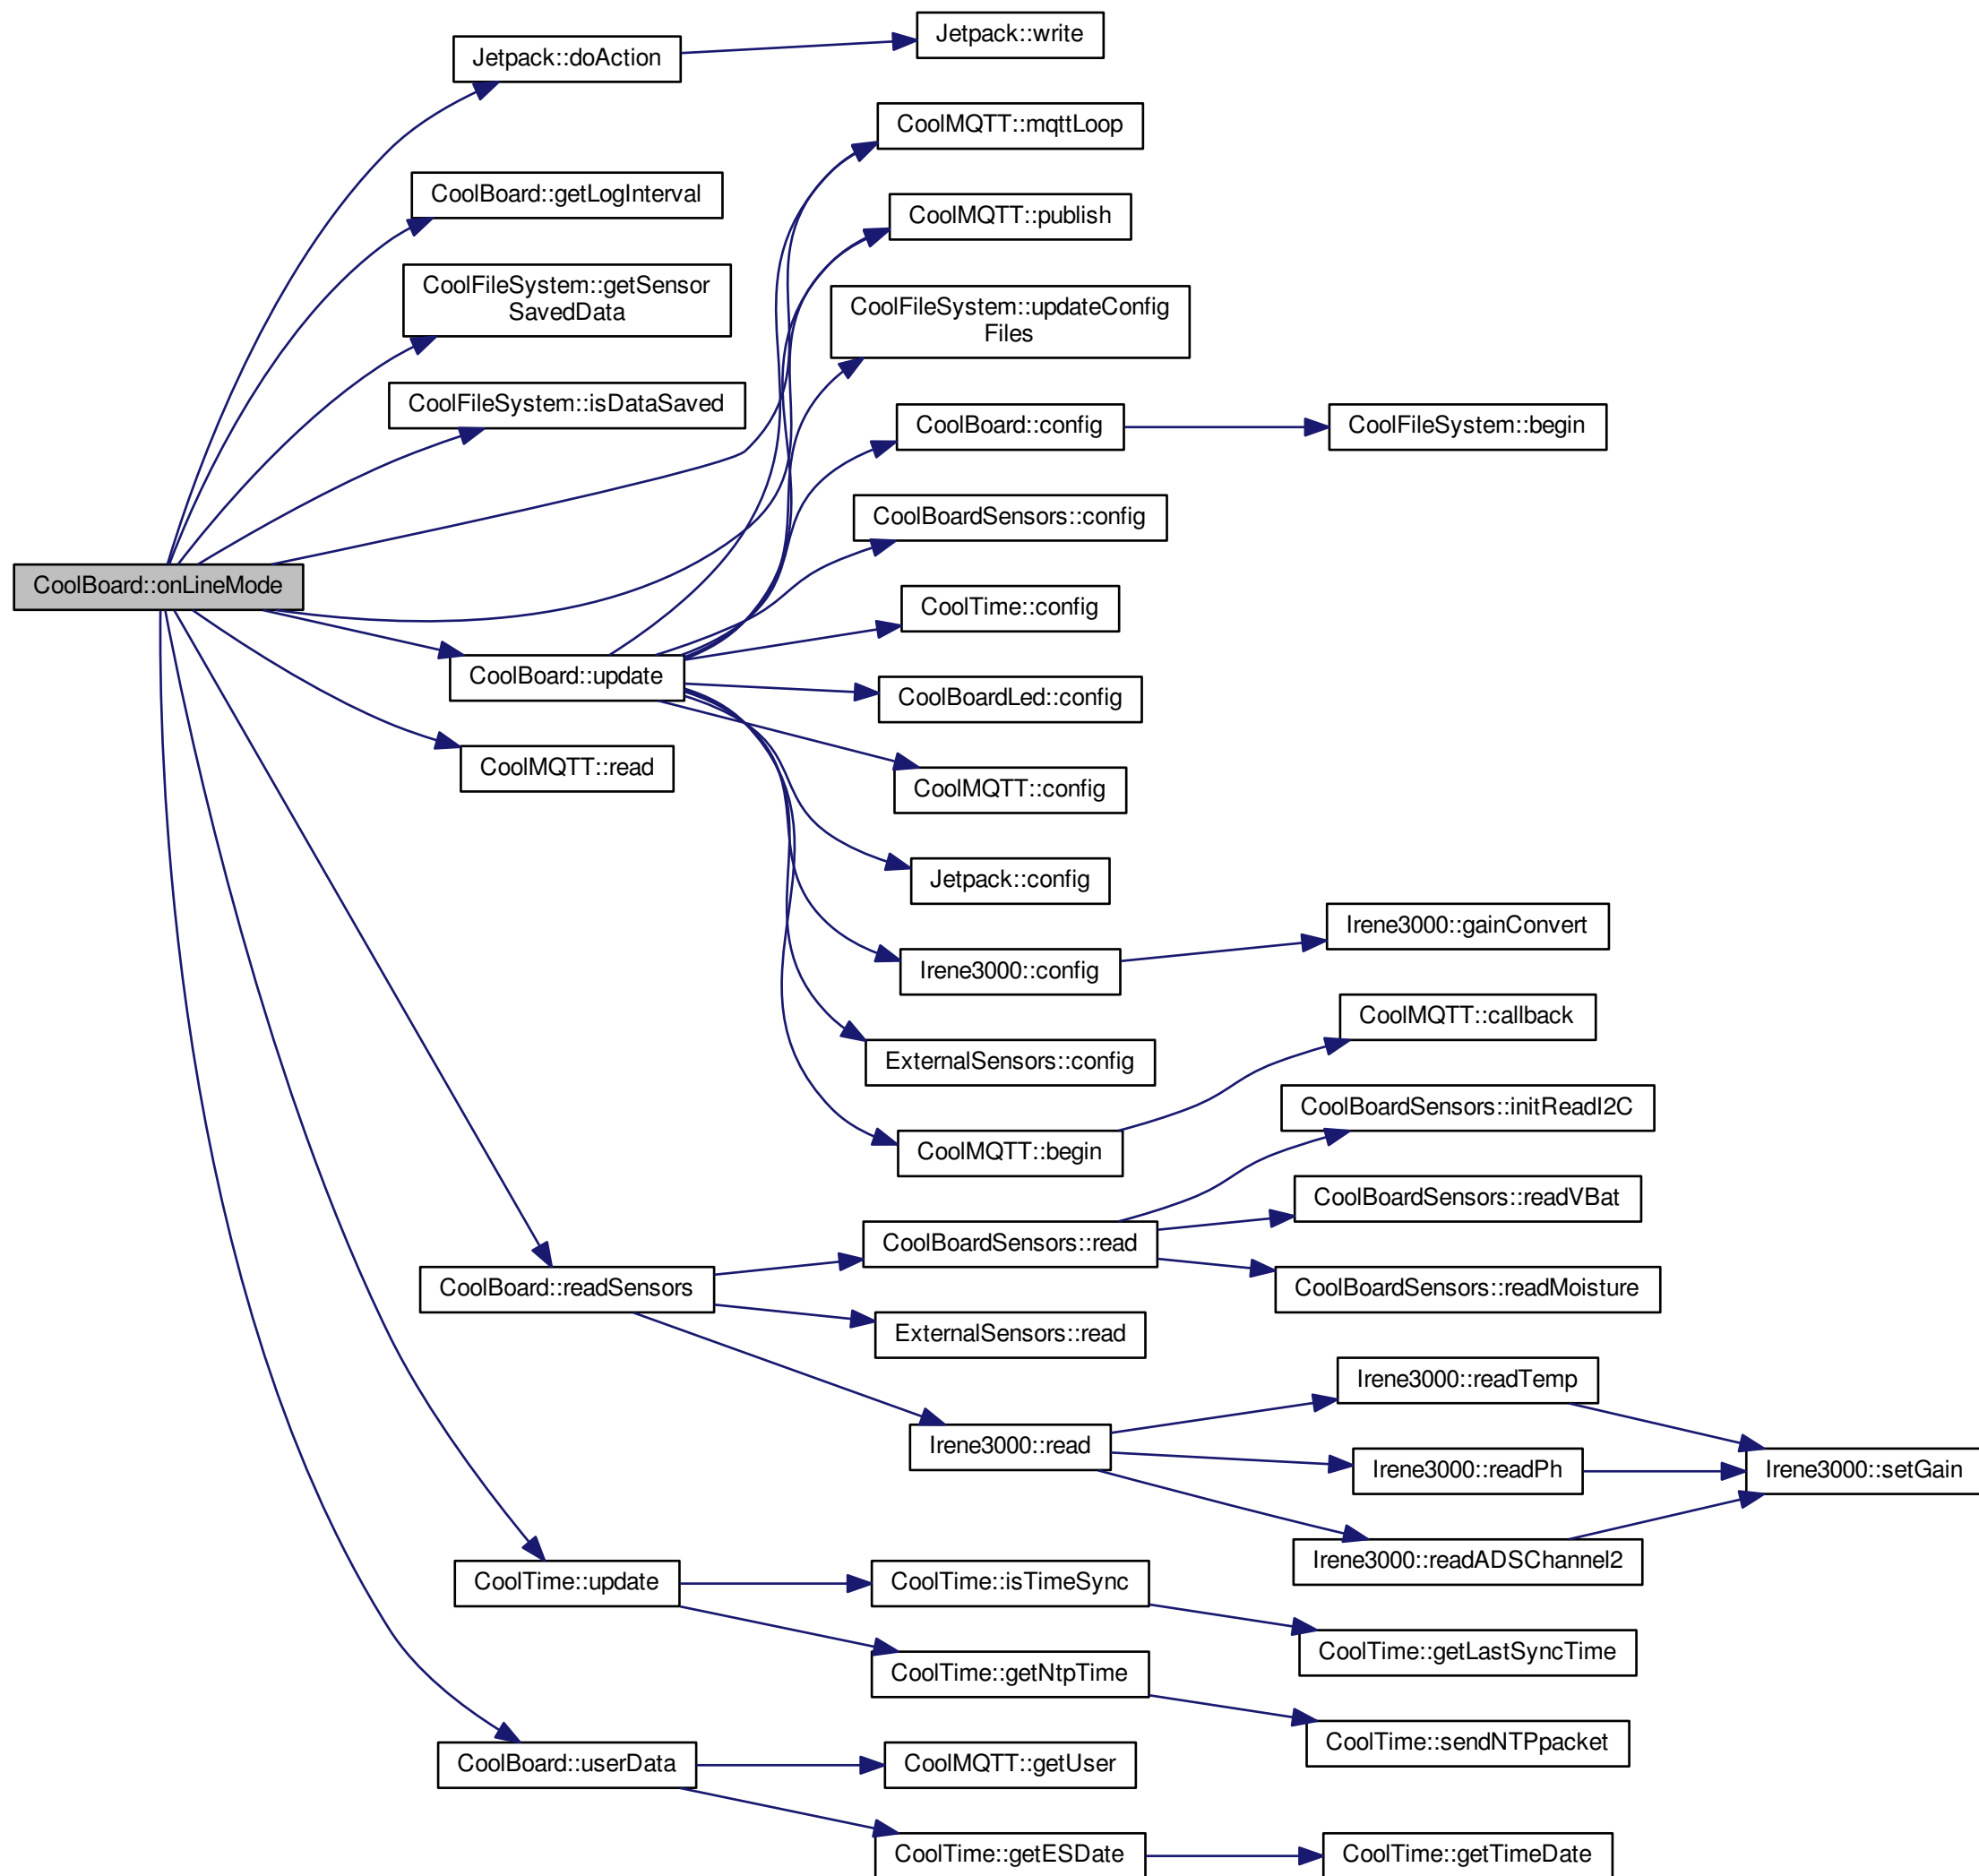 Jetpack::doAction
Jetpack::write
CoolMQTT::mqttLoop
CoolBoard::getLogInterval
CoolMQTT::publish
CoolFileSystem::getSensor
SavedData
CoolFileSystem::updateConfig
Files
CoolFileSystem::isDataSaved
CoolBoard::config
CoolFileSystem::begin
CoolBoardSensors::config
CoolBoard::onLineMode
CoolTime::config
CoolBoard::update
CoolBoardLed::config
CoolMQTT::read
CoolMQTT::config
Jetpack::config
Irene3000::gainConvert
Irene3000::config
CoolMQTT::callback
ExternalSensors::config
CoolBoardSensors::initReadI2C
CoolMQTT::begin
CoolBoardSensors::readVBat
CoolBoardSensors::read
CoolBoard::readSensors
CoolBoardSensors::readMoisture
ExternalSensors::read
Irene3000::readTemp
Irene3000::read
Irene3000::readPh
Irene3000::setGain
Irene3000::readADSChannel2
CoolTime::update
CoolTime::isTimeSync
CoolTime::getLastSyncTime
CoolTime::getNtpTime
CoolTime::sendNTPpacket
CoolBoard::userData
CoolMQTT::getUser
CoolTime::getESDate
CoolTime::getTimeDate